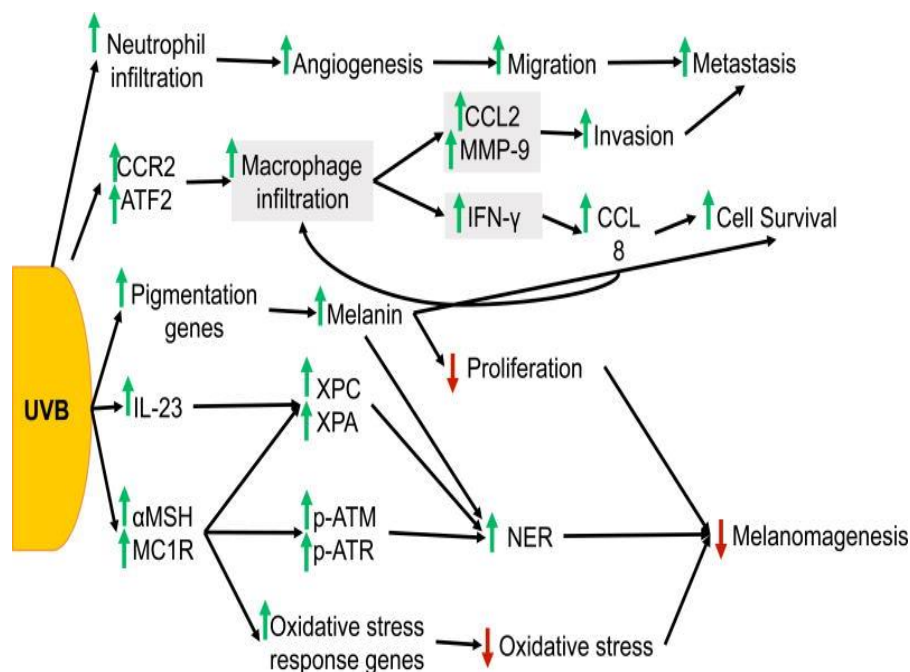 Neutrophil
infiltration
Angiogenesis
Migration
Metastasis
CCR2
ATF2
Macrophage
infiltration
CCL2
MMP-9
Invasion
IFN-γ
CCL
8
Cell Survival
UVB
Pigmentation
genes
Melanin
Proliferation
IL-23
XPC
XPA
αMSH
MC1R
p-ATM
p-ATR
NER
Melanomagenesis
Oxidative stress
response genes
Oxidative stress